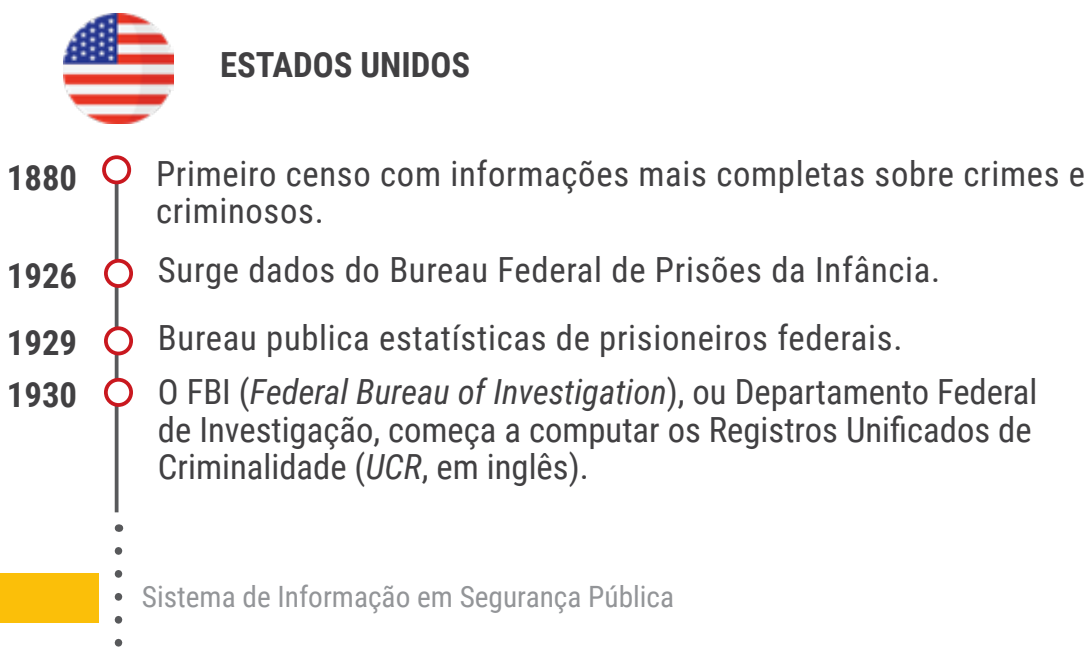 ESTADOS UNIDOS
1880 Primeiro censo com informações mais completas sobre crimes e
criminosos.
1926 Surge dados do Bureau Federal de Prisões da Infância.
1929 Bureau publica estatísticas de prisioneiros federais.
1930 O FBI (Federal Bureau of Investigation), ou Departamento Federal
de Investigação, começa a computar os Registros Unificados de
Criminalidade (UCR, em inglês).
Sistema de Informação em Segurança Pública